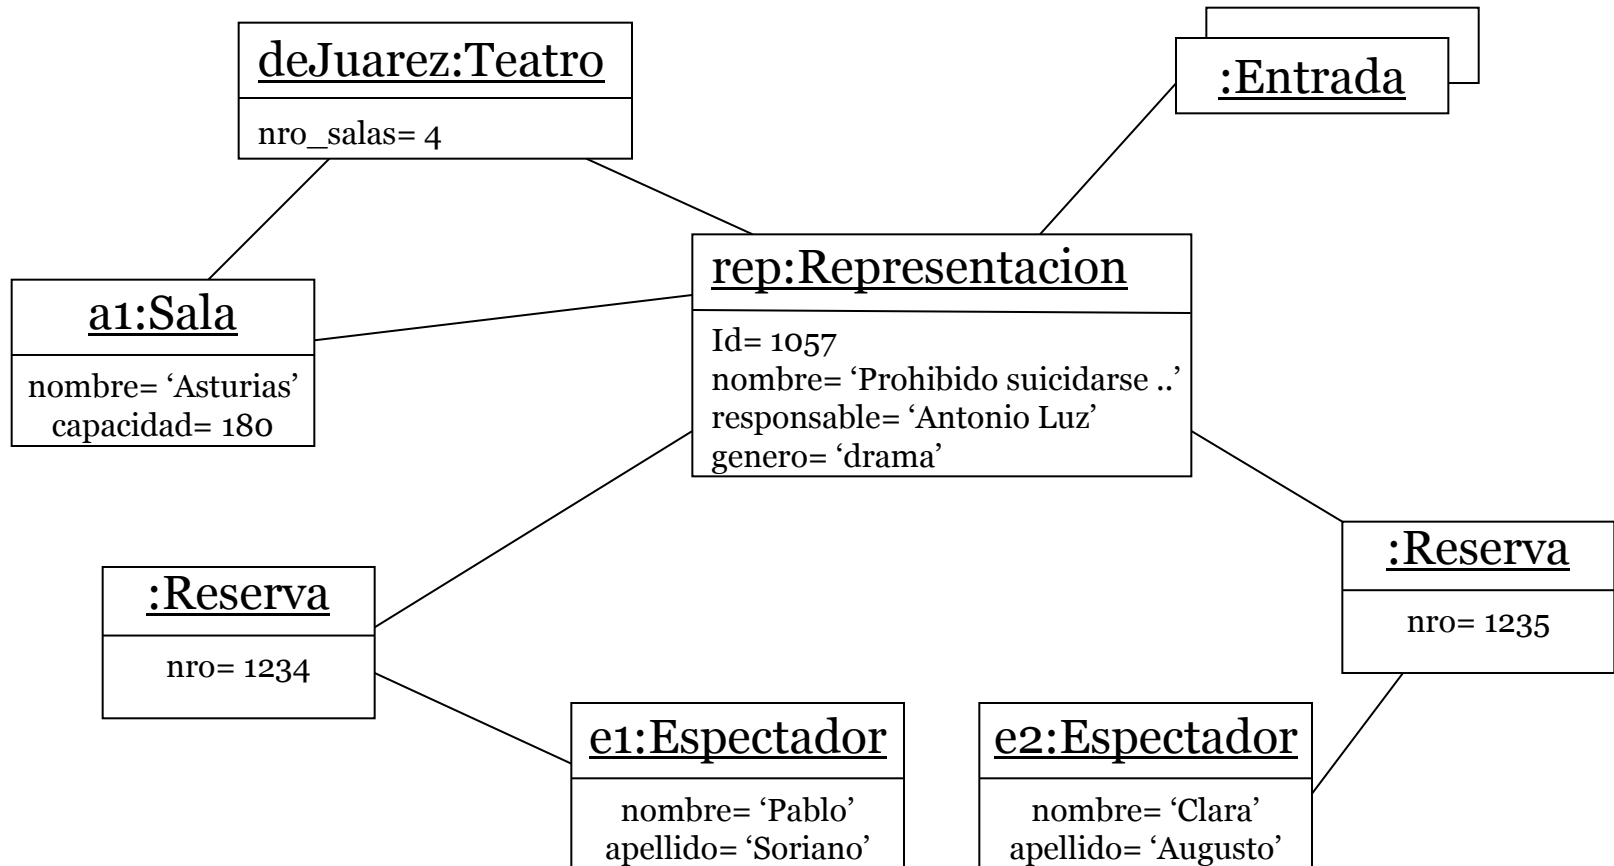 deJuarez:Teatro
nro_salas= 4
:Entrada
a1:Sala
nombre= ‘Asturias’
capacidad= 180
rep:Representacion
Id= 1057
nombre= ‘Prohibido suicidarse ..’
responsable= ‘Antonio Luz’
genero= ‘drama’
:Reserva
nro= 1234
:Reserva
nro= 1235
e1:Espectador
nombre= ‘Pablo’
apellido= ‘Soriano’
e2:Espectador
nombre= ‘Clara’
apellido= ‘Augusto’